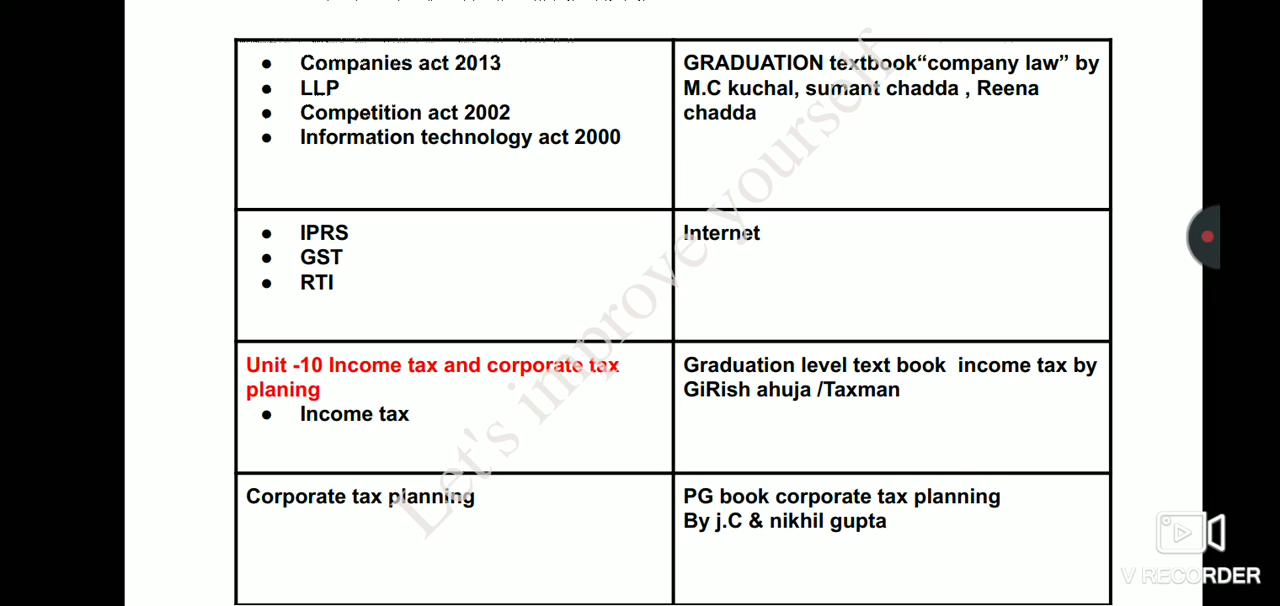 Companies act 2013
LLP
Competition act 2002
Information technology act 2000
GRADUATION textbook“company law” by
M.C kuchal, sumant chadda , Reena
chadda
IPRS
GST
RTI
Internet
Unit -10 Income tax and corporate tax
planing
Income tax
Graduation level text book income tax by
GiRish ahuja /Taxman
Corporate tax planning
PG book corporate tax planning
By j.C & nikhil gupta
Let's improve yourself
V RECORDER